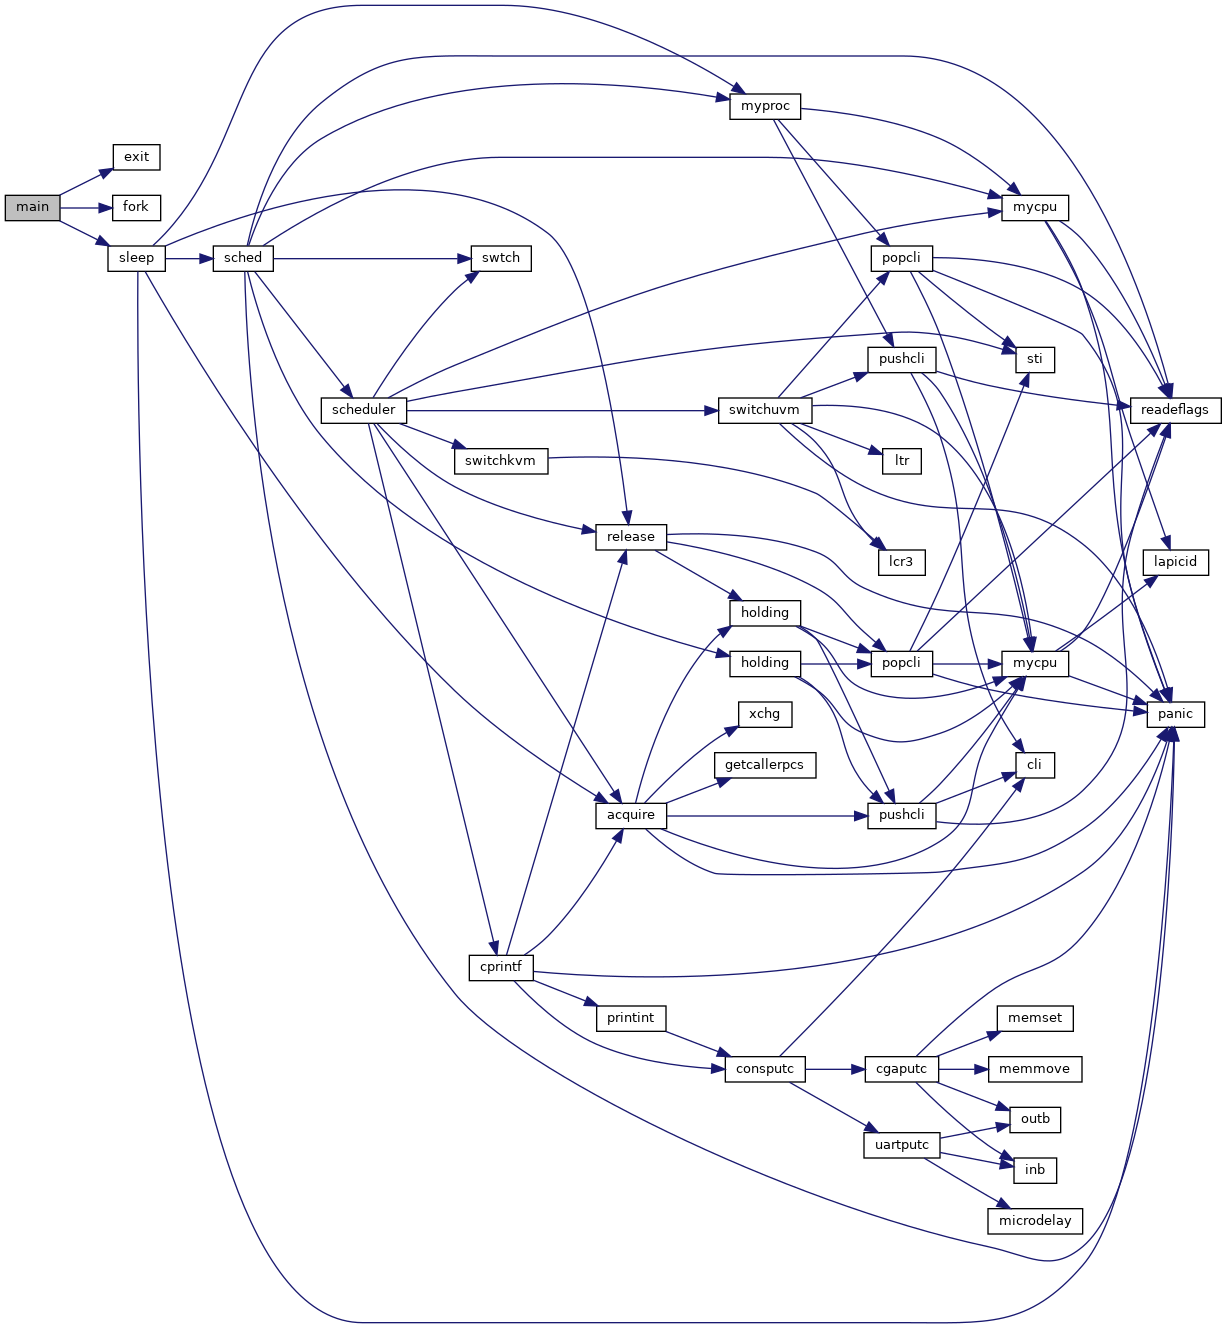 myproc
exit
main
fork
mycpu
sleep
sched
swtch
popcli
pushcli
sti
scheduler
switchuvm
readeflags
switchkvm
ltr
release
lcr3
lapicid
holding
holding
popcli
mycpu
xchg
panic
getcallerpcs
cli
acquire
pushcli
cprintf
printint
memset
consputc
cgaputc
memmove
outb
uartputc
inb
microdelay